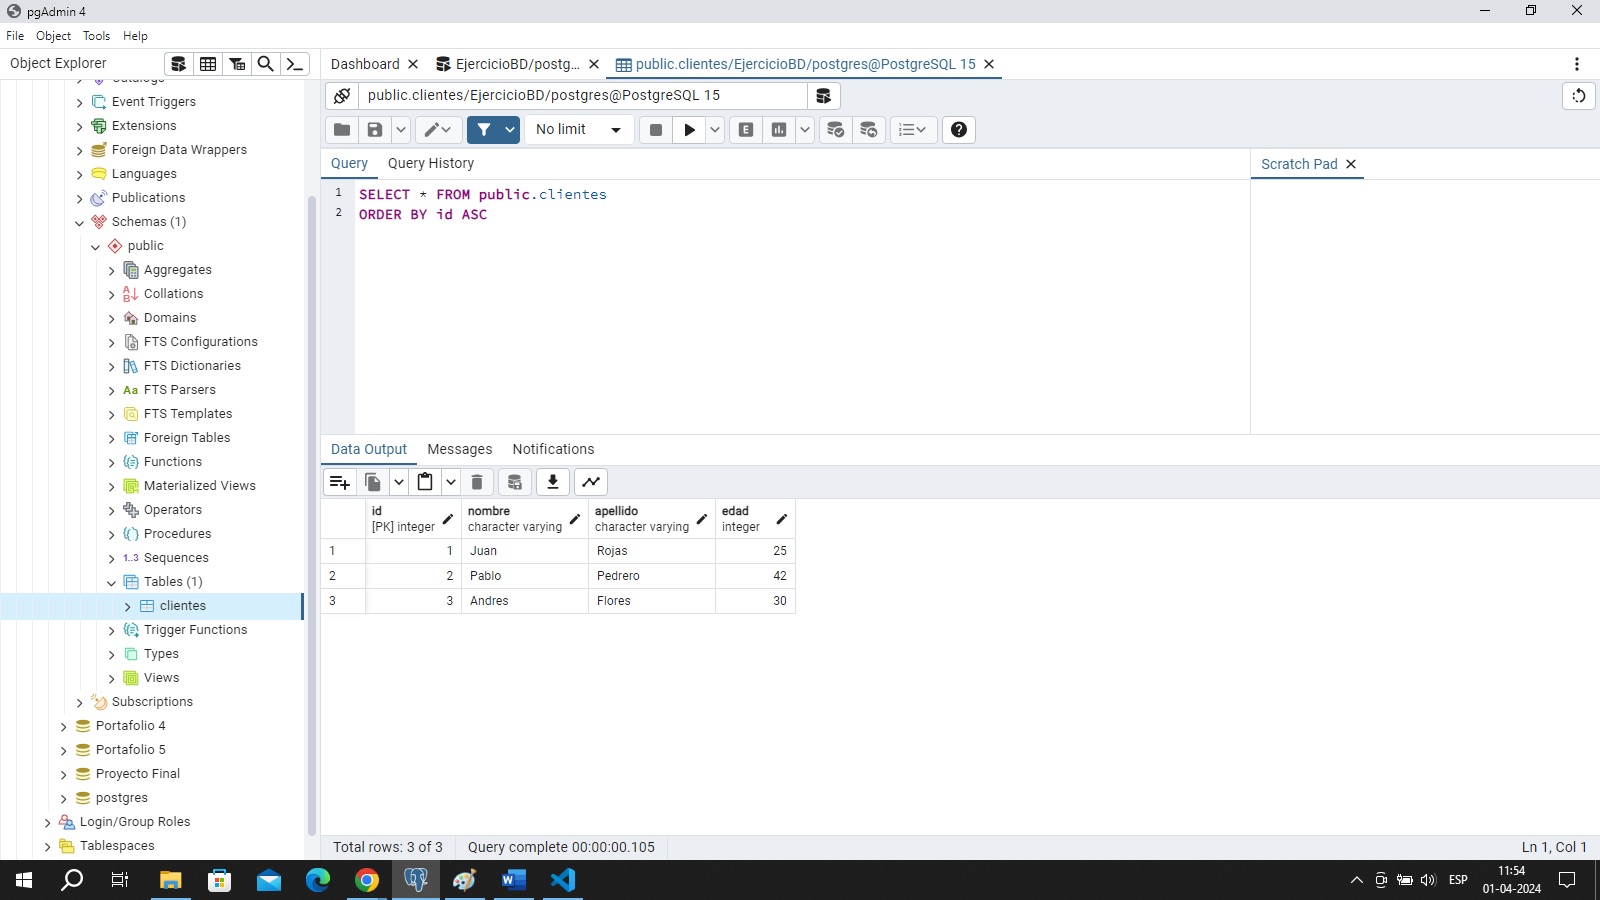 pgAdmin 4
File Object Tools Help
Object Explorer
Dashboard
EjercicioBD/postg...
public.clientes/EjercicioBD/postgres@PostgreSQL 15
public.clientes/EjercicioBD/postgres@PostgreSQL 15
No limit
E
Query Query History
Scratch Pad
1 SELECT * FROM public.clientes
2 ORDER BY id ASC
Catalogs
Event Triggers
Extensions
Foreign Data Wrappers
Languages
Publications
Schemas (1)
public
Aggregates
Collations
Domains
FTS Configurations
FTS Dictionaries
Aa FTS Parsers
FTS Templates
Foreign Tables
Functions
Materialized Views
Operators
Procedures
1..3 Sequences
Tables (1)
clientes
Trigger Functions
Types
Views
Subscriptions
Portafolio 4
Portafolio 5
Proyecto Final
postgres
Login/Group Roles
Tablespaces
Data Output Messages Notifications
id nombre apellido edad
[PK] integer character varying character varying integer
1 1 Juan Rojas 25
2 2 Pablo Pedrero 42
3 3 Andres Flores 30
Total rows: 3 of 3 Query complete 00:00:00.105 Ln 1, Col 1
ESP
11:54
01-04-2024